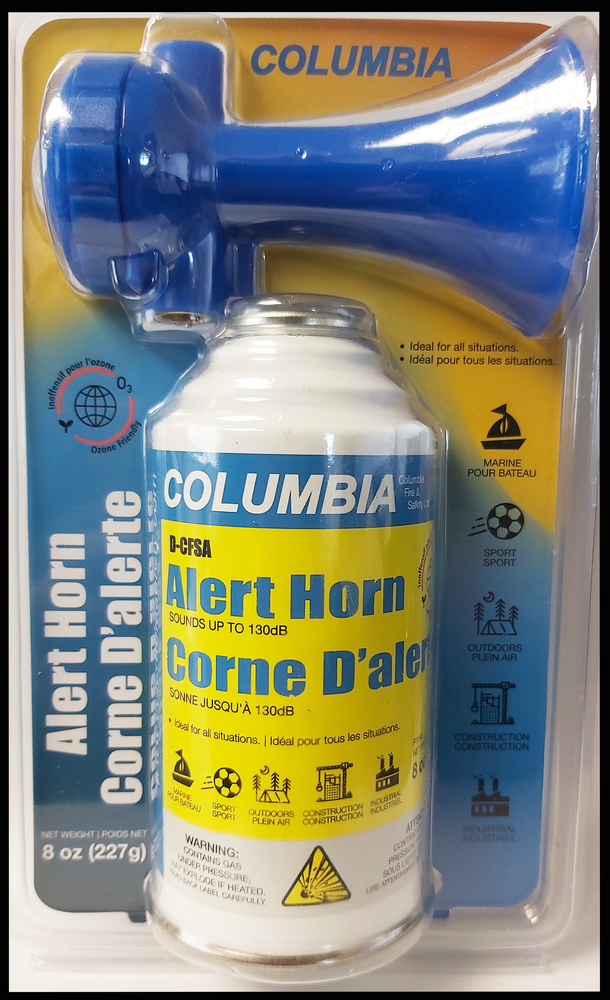 COLUMBIA
• Ideal for all situations.
• Idéal pour tous les situations.
Inoffensif pour l'ozone
O3
Ozone Friendly
MARINE
POUR BATEAU
SPORT
SPORT
OUTDOORS
PLEIN AIR
CONSTRUCTION
CONSTRUCTION
INDUSTRIAL
INDUSTRIEL
Alert Horn
Corne D'alerte
NET WEIGHT | POIDS NET
8 oz (227g)
COLUMBIA
Columbia
Fire &
Safety Ltd
D-CFSA
Alert Horn
SOUNDS UP TO 130dB
Corne D'aler
SONNE JUSQU'À 130dB
• Ideal for all situations. | Idéal pour tous les situations.
MARINE
POUR BATEAU
SPORT
SPORT
OUTDOORS
PLEIN AIR
CONSTRUCTION
CONSTRUCTION
INDUSTRIAL
INDUSTRIEL
8 oz
WARNING:
CONTAINS GAS
UNDER PRESSURE;
MAY EXPLODE IF HEATED.
READ BACK LABEL CAREFULLY.